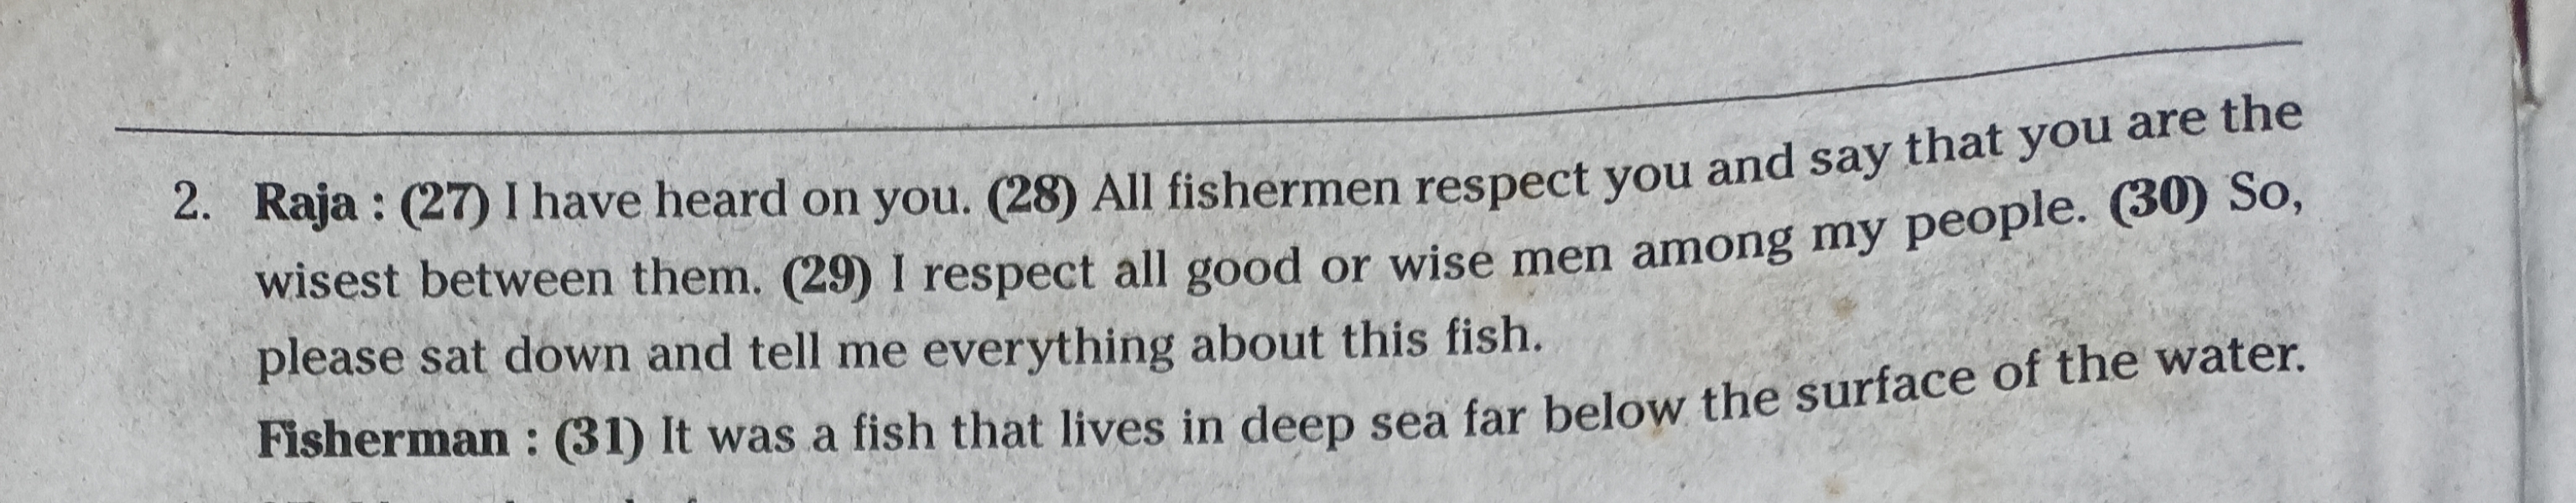 2. Raja : (27) I have heard on you. (28) All fishermen respect you and say that you are the
wisest between them. (29) I respect all good or wise men among my people. (30) So,
please sat down and tell me everything about this fish.
Fisherman : (31) It was a fish that lives in deep sea far below the surface of the water.